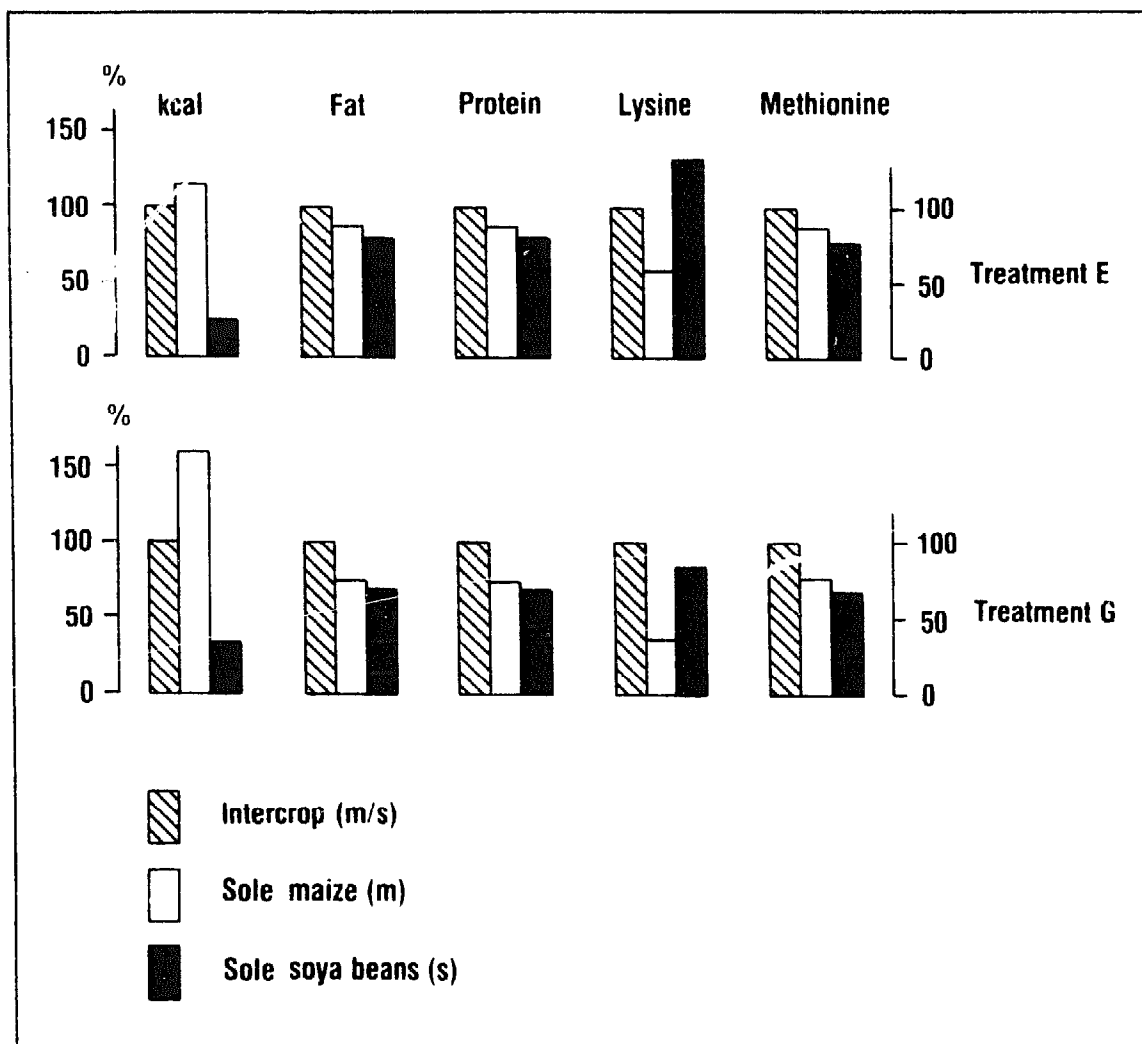 %
kcal Fat Protein Lysine Methionine
150
100 100
50 50 Treatment E
0 0
%
150
100 100
50 50 Treatment G
0 0
Intercrop (m/s)
Sole maize (m)
Sole soya beans (s)